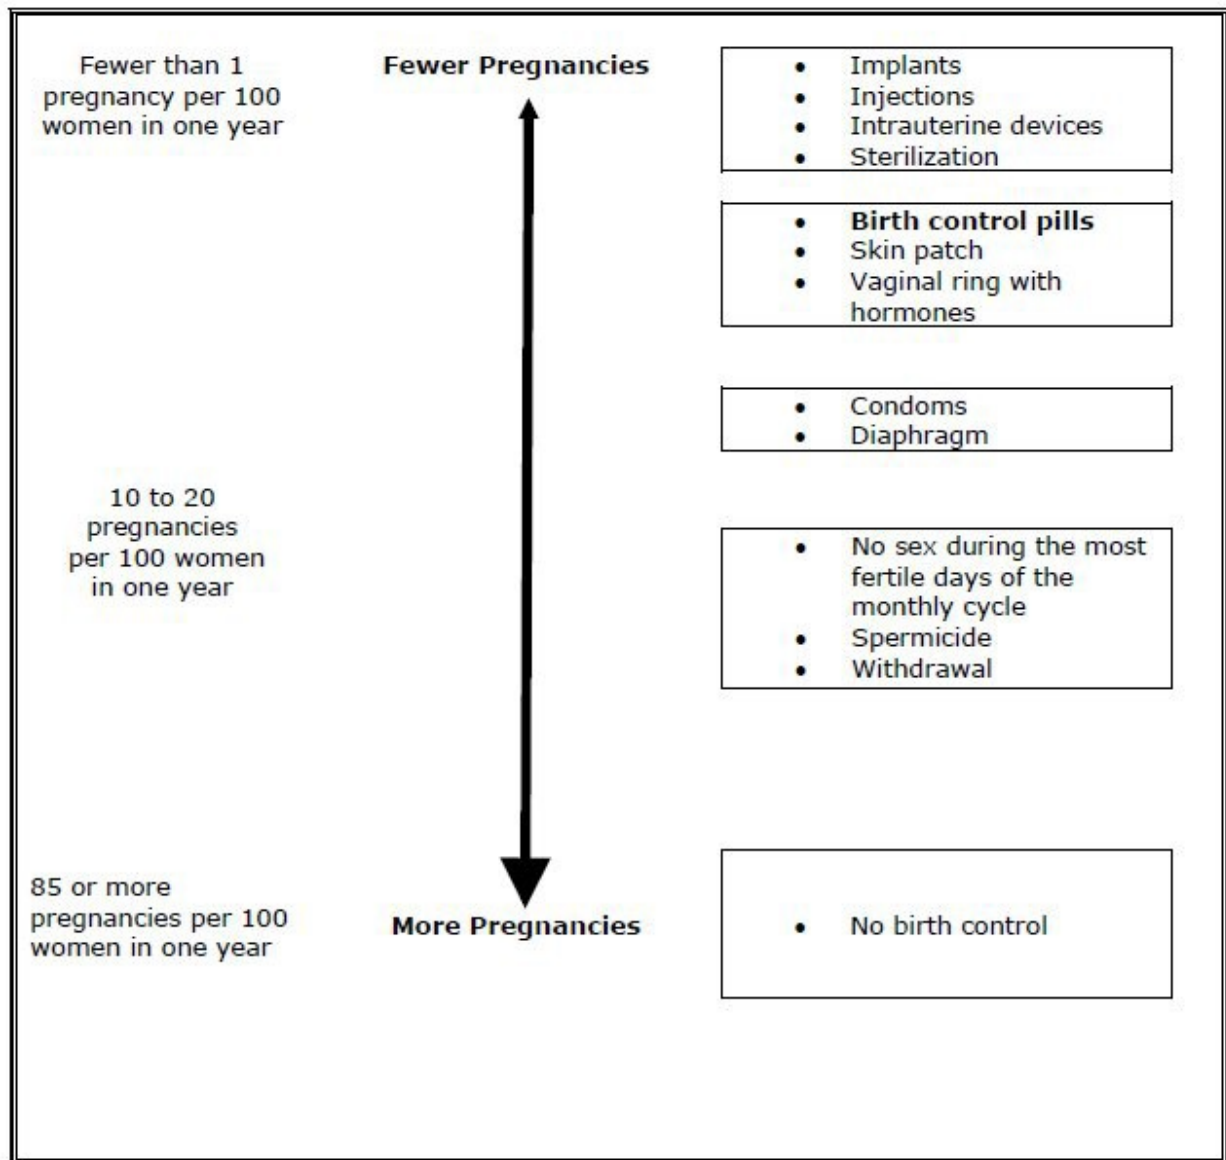 Fewer than 1
pregnancy per 100
women in one year
Fewer Pregnancies
• Implants
• Injections
• Intrauterine devices
• Sterilization
• Birth control pills
• Skin patch
• Vaginal ring with
hormones
• Condoms
• Diaphragm
10 to 20
pregnancies
per 100 women
in one year
• No sex during the most
fertile days of the
monthly cycle
• Spermicide
• Withdrawal
85 or more
pregnancies per 100
women in one year
More Pregnancies
• No birth control